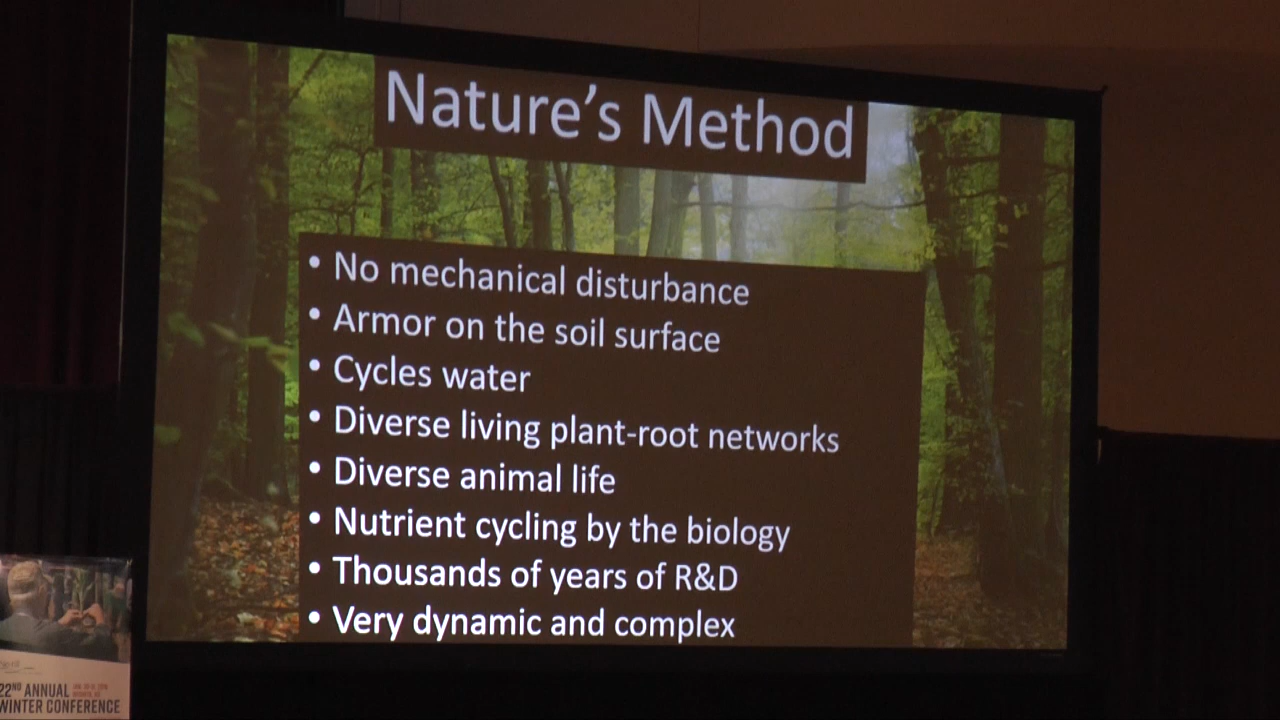 Nature's Method
• No mechanical disturbance
• Armor on the soil surface
• Cycles water
• Diverse living plant-root networks
• Diverse animal life
• Nutrient cycling by the biology
• Thousands of years of R&D
• Very dynamic and complex
22ND ANNUAL
WINTER CONFERENCE